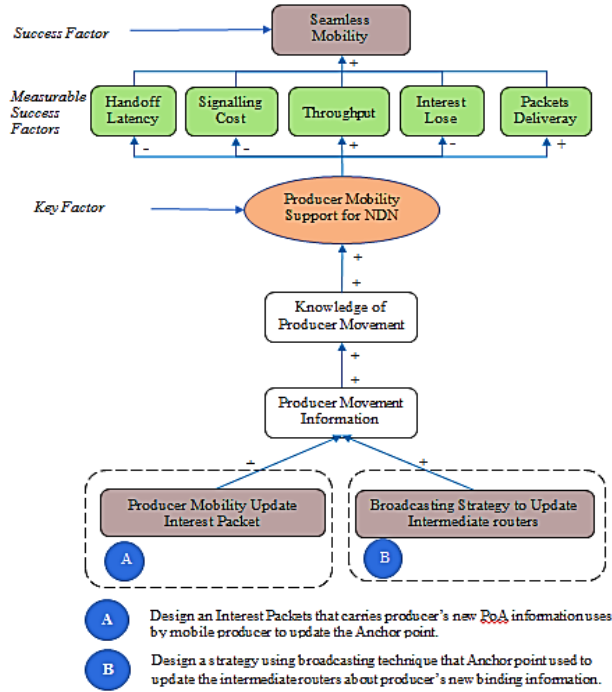 Success Factor
Seamless
Mobility
+
Measurable
Success
Factors
Handoff
Latency
Signalling
Cost
Throughput
Interest
Lose
Packets
Deliveray
-
-
+
-
+
Key Factor
Producer Mobility
Support for NDN
+
+
Knowledge of
Producer Movement
+
+
Producer Movement
Information
+
+
Producer Mobility Update
Interest Packet
Broadcasting Strategy to Update
Intermediate routers
A
B
A
Design an Interest Packets that carries producer's new PoA information uses
by mobile producer to update the Anchor point.
B
Design a strategy using broadcasting technique that Anchor point used to
update the intermediate routers about producer's new binding information.